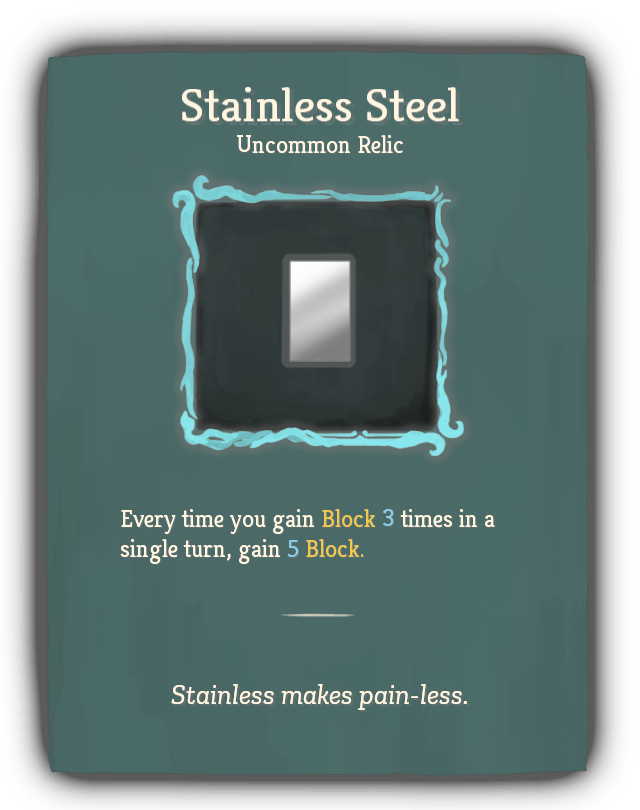 Stainless Steel
Uncommon Relic
Every time you gain Block 3 times in a
single turn, gain 5 Block.
Stainless makes pain-less.